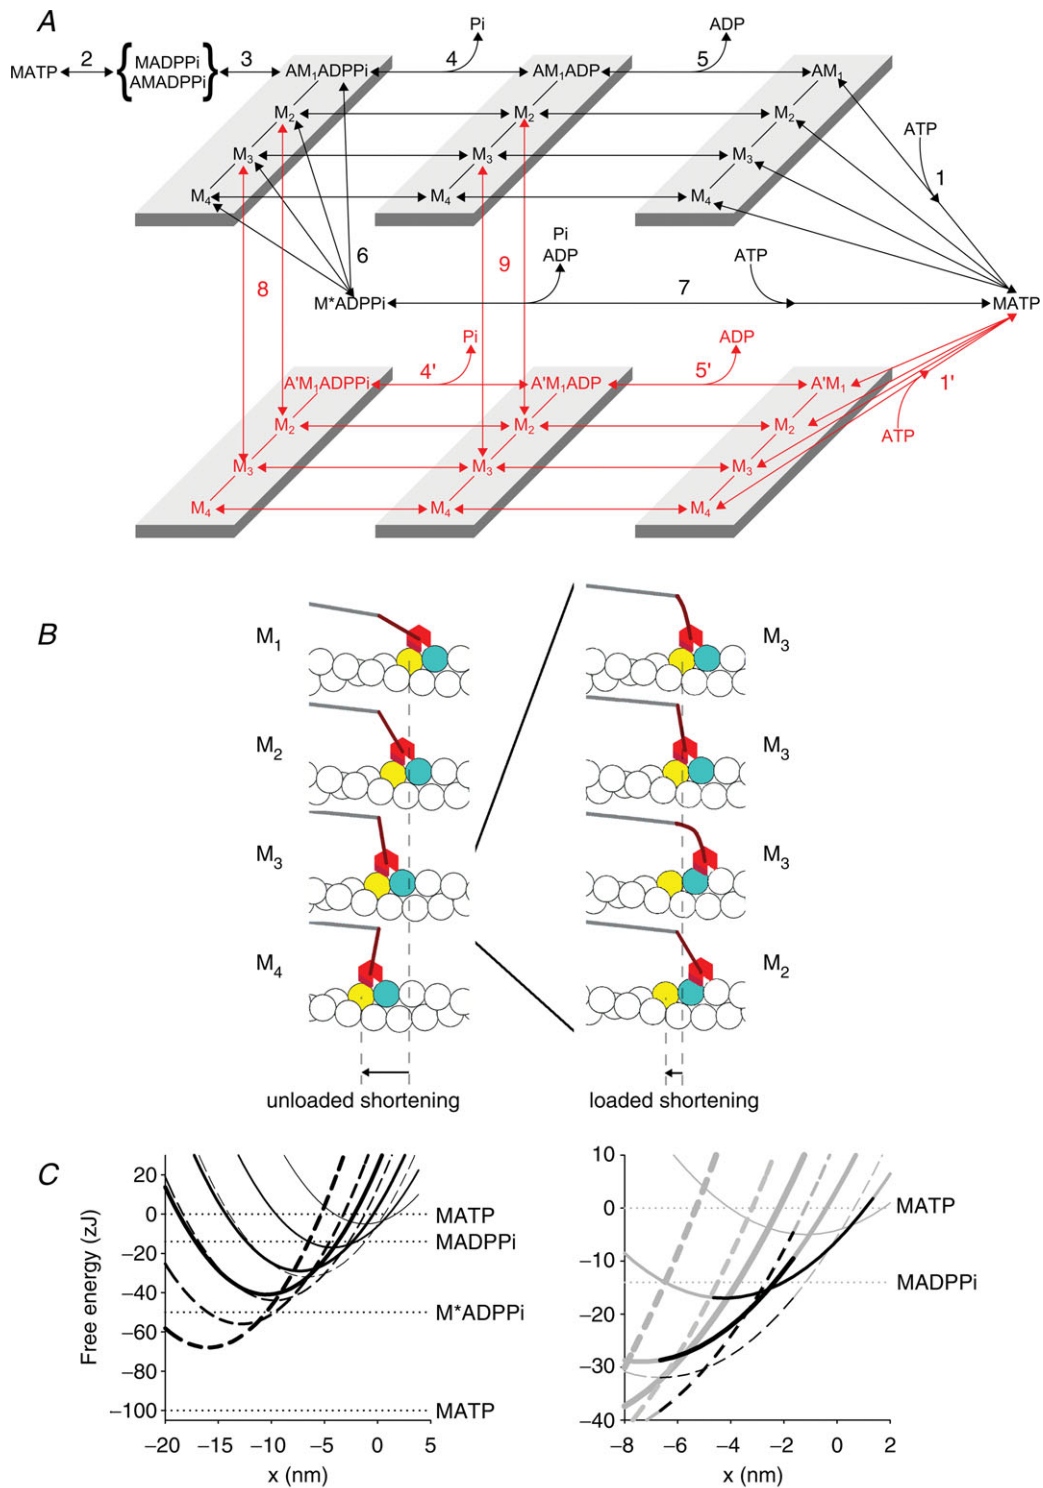 A
Pi
ADP
MATP
2
MADPPi
AMADPPi
3
AM1ADPPi
4
AM1ADP
5
AM1
M2
M2
M2
ATP
M3
M3
M3
1
M4
M4
M4
6
Pi
ADP
ATP
8
9
M*ADPPi
7
MATP
Pi
ADP
A'M1ADPPi
4'
A'M1ADP
5'
A'M1
1'
M2
M2
M2
ATP
M3
M3
M3
M4
M4
M4
B
M1
M3
M2
M3
M3
M3
M4
M2
unloaded shortening
loaded shortening
C
Free energy (zJ)
20
0
−20
−40
−60
−80
−100
MATP
MADPPi
M*ADPPi
MATP
−20 −15 −10 −5 0 5
x (nm)
10
0
−10
−20
−30
−40
MATP
MADPPi
−8 −6 −4 −2 0 2
x (nm)